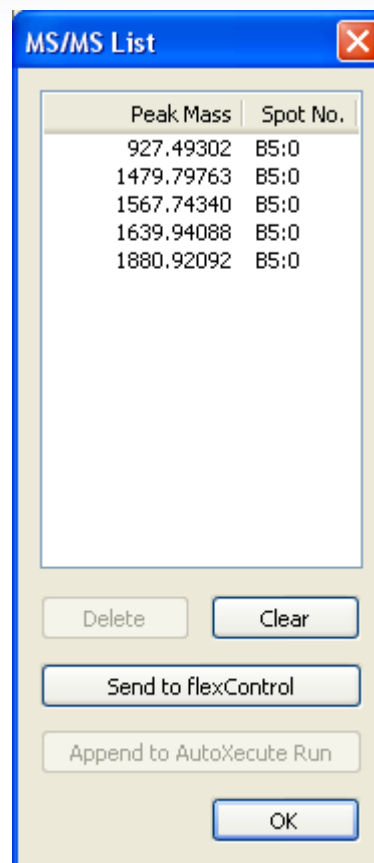 MS/MS List
Peak Mass Spot No.
927.49302 B5:0
1479.79763 B5:0
1567.74340 B5:0
1639.94088 B5:0
1880.92092 B5:0
Delete Clear
Send to flexControl
Append to AutoXecute Run
OK